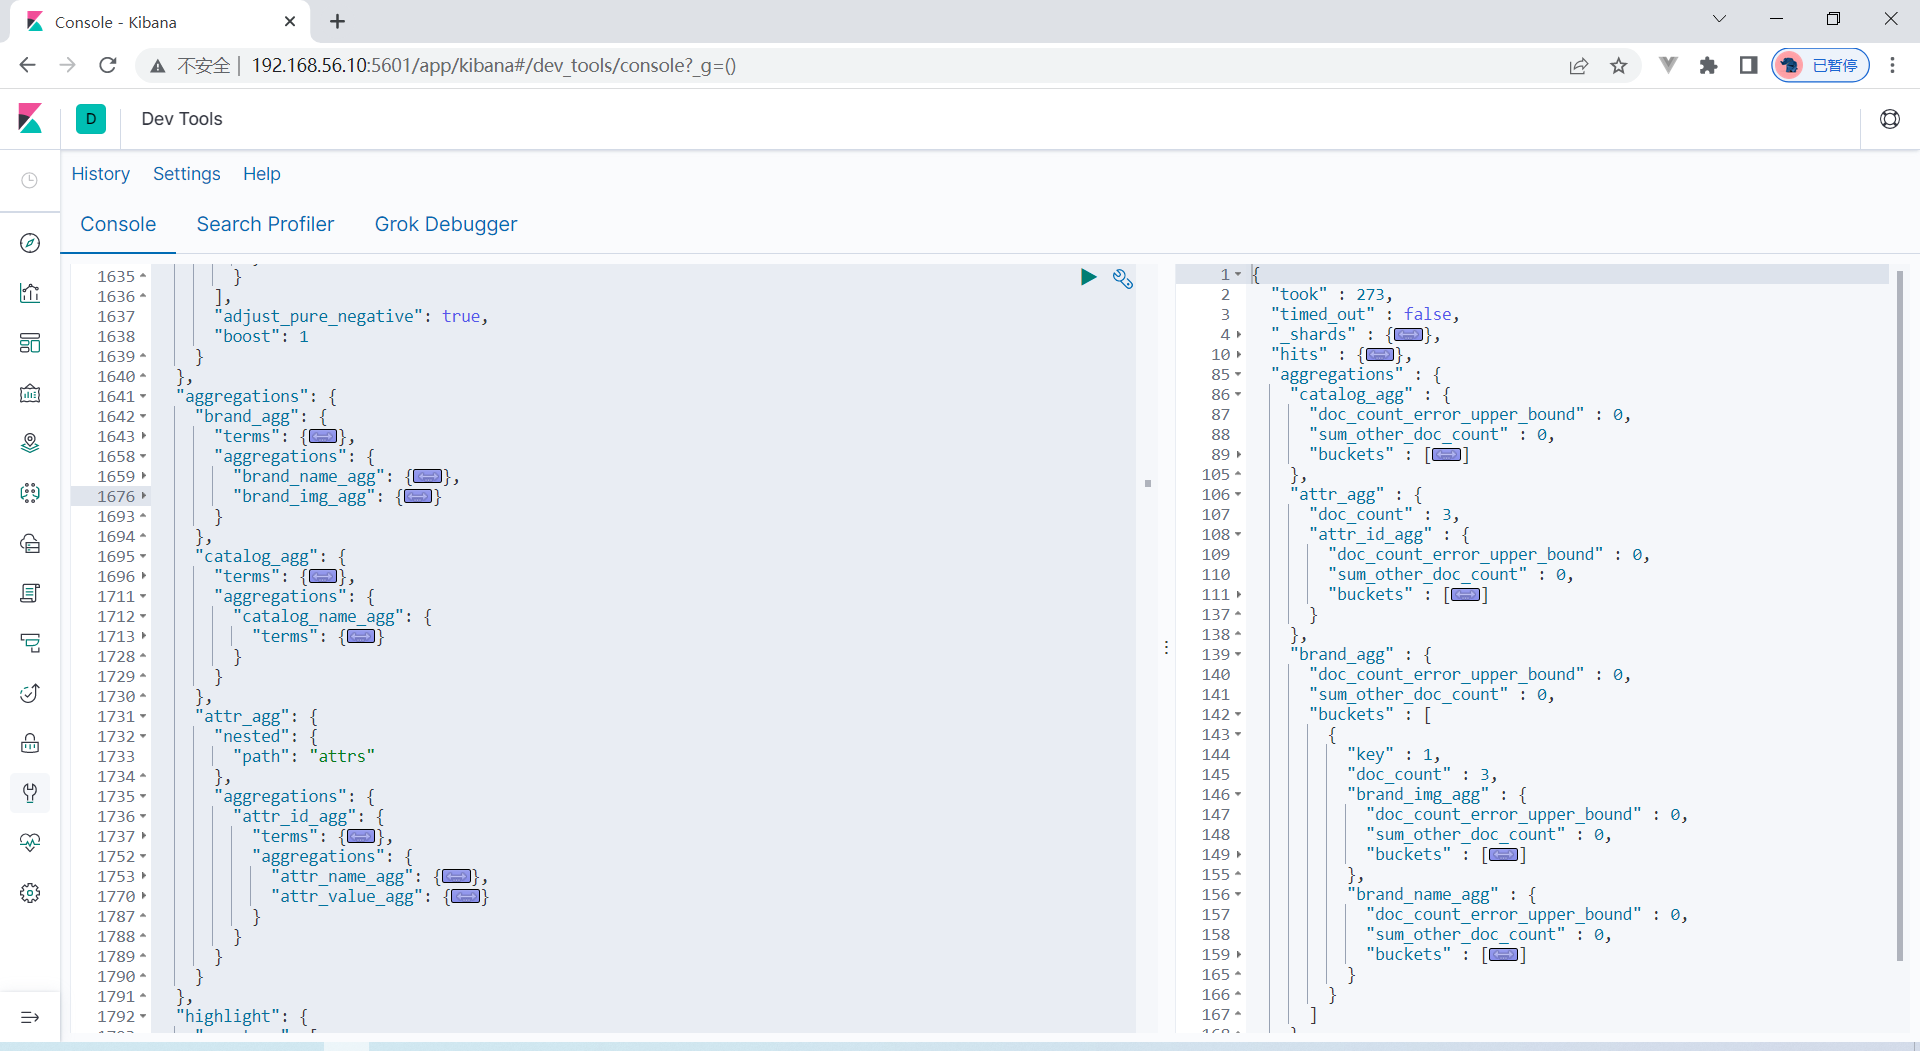 Console - Kibana
不安全 | 192.168.56.10:5601/app/kibana#/dev_tools/console?_g=()
已暂停
D Dev Tools
History Settings Help
Console Search Profiler Grok Debugger
1635 }
1636 ],
1637 "adjust_pure_negative": true,
1638 "boost": 1
1639 }
1640 },
1641 "aggregations": {
1642 "brand_agg": {
1643 "terms": {},
1658 "aggregations": {
1659 "brand_name_agg": {},
1676 "brand_img_agg": {}
1693 }
1694 },
1695 "catalog_agg": {
1696 "terms": {},
1711 "aggregations": {
1712 "catalog_name_agg": {
1713 "terms": {}
1728 }
1729 }
1730 },
1731 "attr_agg": {
1732 "nested": {
1733 "path": "attrs"
1734 },
1735 "aggregations": {
1736 "attr_id_agg": {
1737 "terms": {},
1752 "aggregations": {
1753 "attr_name_agg": {},
1770 "attr_value_agg": {}
1787 }
1788 }
1789 }
1790 }
1791 },
1792 "highlight": {
1 {
2 "took" : 273,
3 "timed_out" : false,
4 "_shards" : {},
10 "hits" : {},
85 "aggregations" : {
86 "catalog_agg" : {
87 "doc_count_error_upper_bound" : 0,
88 "sum_other_doc_count" : 0,
89 "buckets" : []
105 },
106 "attr_agg" : {
107 "doc_count" : 3,
108 "attr_id_agg" : {
109 "doc_count_error_upper_bound" : 0,
110 "sum_other_doc_count" : 0,
111 "buckets" : []
137 }
138 },
139 "brand_agg" : {
140 "doc_count_error_upper_bound" : 0,
141 "sum_other_doc_count" : 0,
142 "buckets" : [
143 {
144 "key" : 1,
145 "doc_count" : 3,
146 "brand_img_agg" : {
147 "doc_count_error_upper_bound" : 0,
148 "sum_other_doc_count" : 0,
149 "buckets" : []
155 },
156 "brand_name_agg" : {
157 "doc_count_error_upper_bound" : 0,
158 "sum_other_doc_count" : 0,
159 "buckets" : []
165 }
166 }
167 ]